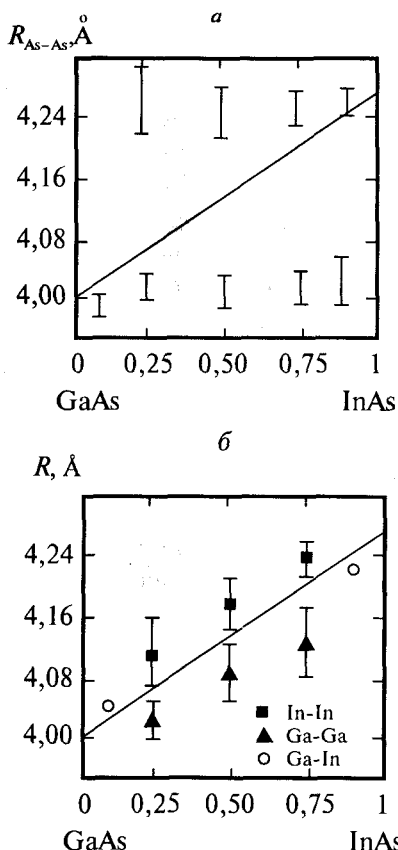 а
R As–As, Å
4,24
4,16
4,08
4,00
0 0,25 0,50 0,75 1
GaAs InAs
б
R, Å
4,24
4,16
4,08
4,00
In-In
Ga-Ga
Ga-In
0 0,25 0,50 0,75 1
GaAs InAs